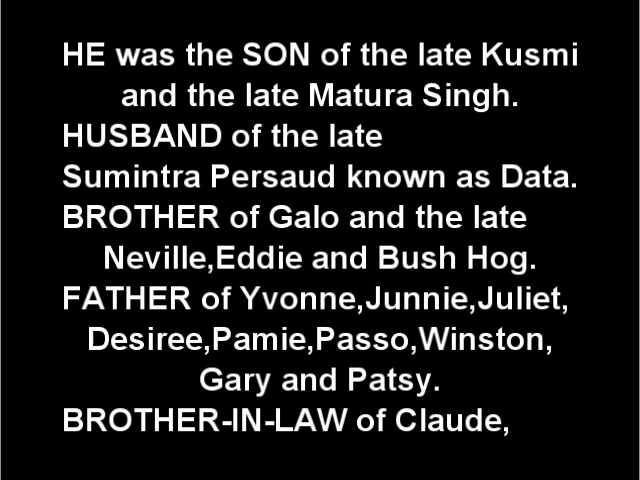 HE was the SON of the late Kusmi
and the late Matura Singh.
HUSBAND of the late
Sumintra Persaud known as Data.
BROTHER of Galo and the late
Neville,Eddie and Bush Hog.
FATHER of Yvonne,Junnie,Juliet,
Desiree,Pamie,Passo,Winston,
Gary and Patsy.
BROTHER-IN-LAW of Claude,